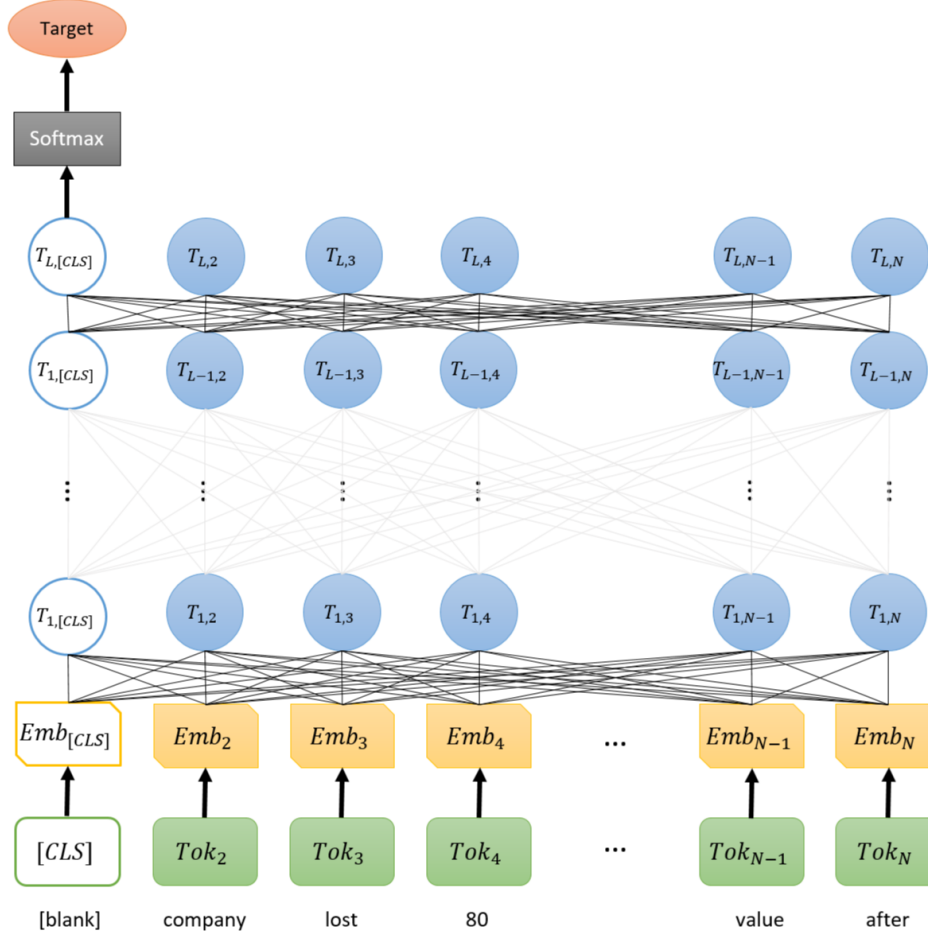 Target
Softmax
T_{L,[CLS]} T_{L,2} T_{L,3} T_{L,4} T_{L,N−1} T_{L,N}
T_{1,[CLS]} T_{L−1,2} T_{L−1,3} T_{L−1,4} T_{L−1,N−1} T_{L−1,N}
⋮ ⋮ ⋮ ⋮ ⋮ ⋮
T_{1,[CLS]} T_{1,2} T_{1,3} T_{1,4} T_{1,N−1} T_{1,N}
Emb_{[CLS]} Emb_2 Emb_3 Emb_4 ... Emb_{N−1} Emb_N
[CLS] Tok_2 Tok_3 Tok_4 ... Tok_{N−1} Tok_N
[blank] company lost 80 value after